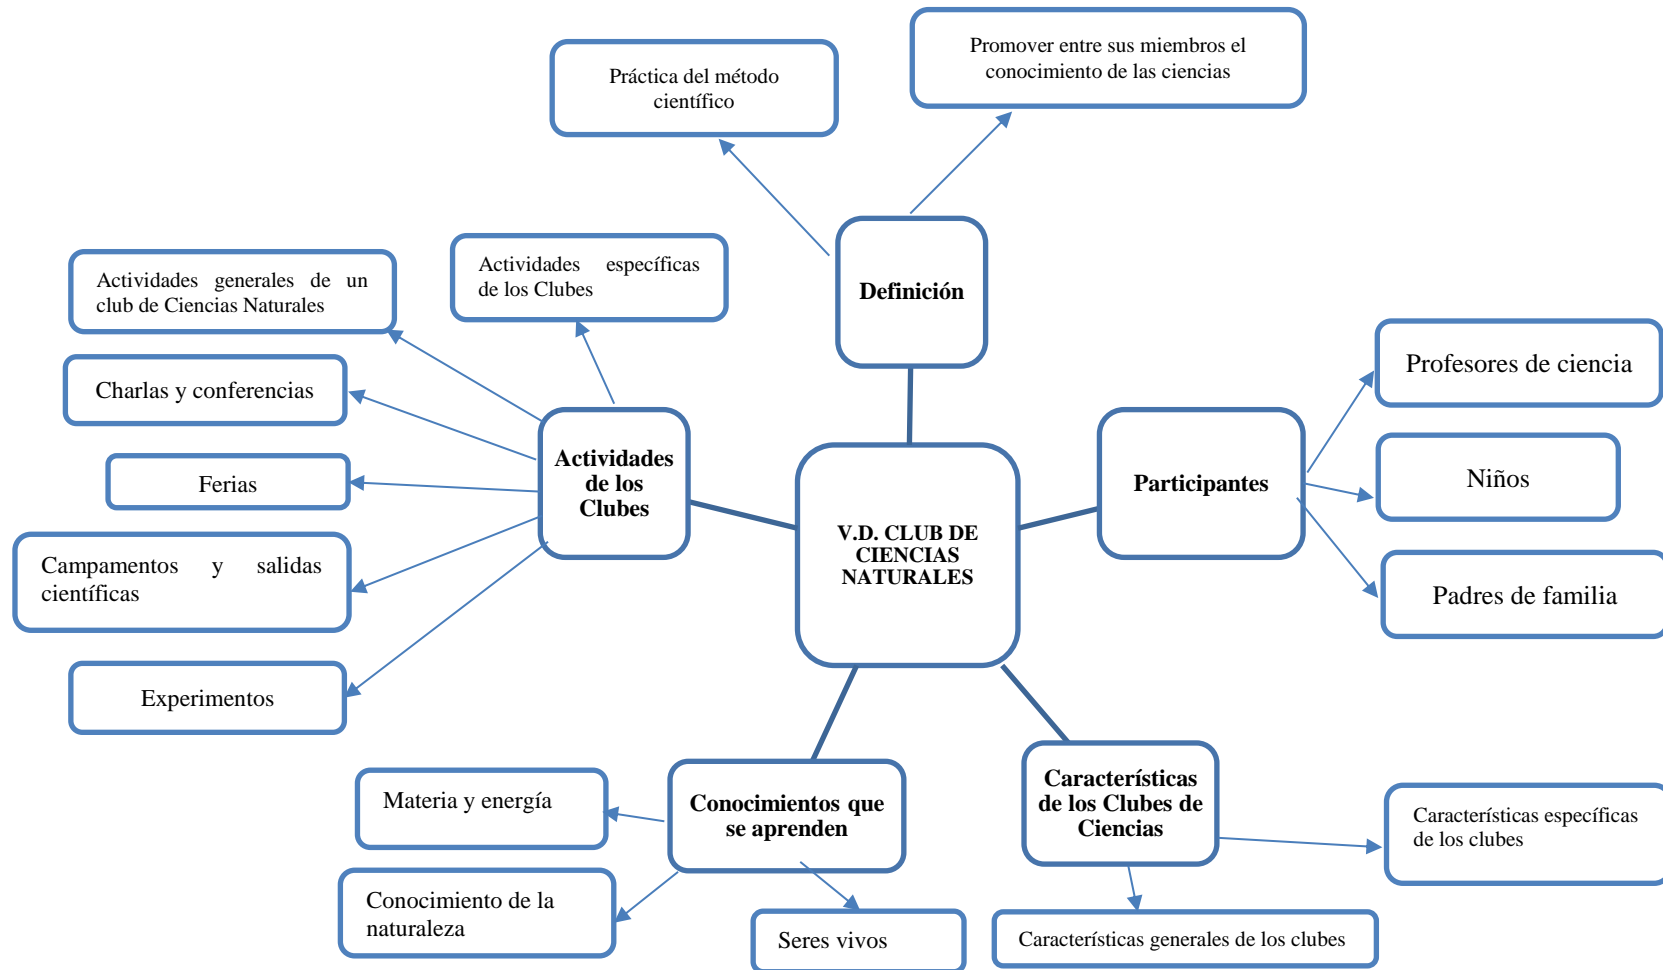 Promover entre sus miembros el
conocimiento de las ciencias
Práctica del método
científico
Definición
Actividades específicas
de los Clubes
Actividades generales de un
club de Ciencias Naturales
Charlas y conferencias
Ferias
Campamentos y salidas
científicas
Experimentos
Actividades
de los
Clubes
V.D. CLUB DE
CIENCIAS
NATURALES
Participantes
Profesores de ciencia
Niños
Padres de familia
Conocimientos que
se aprenden
Materia y energía
Conocimiento de la
naturaleza
Seres vivos
Características
de los Clubes de
Ciencias
Características específicas
de los clubes
Características generales de los clubes